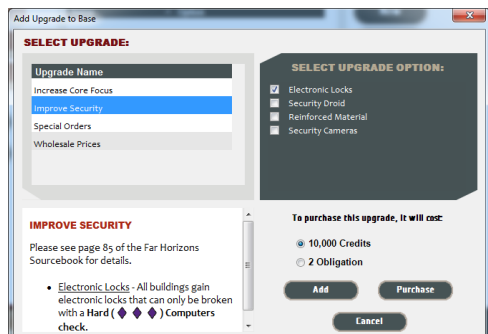 Add Upgrade to Base
SELECT UPGRADE:
Upgrade Name
Increase Core Focus
Improve Security
Special Orders
Wholesale Prices
SELECT UPGRADE OPTION:
Electronic Locks
Security Droid
Reinforced Material
Security Cameras
IMPROVE SECURITY
Please see page 85 of the Far Horizons
Sourcebook for details.
• Electronic Locks - All buildings gain
electronic locks that can only be broken
with a Hard (◆ ◆ ◆) Computers
check.
To purchase this upgrade, it will cost:
10,000 Credits
2 Obligation
Add
Purchase
Cancel